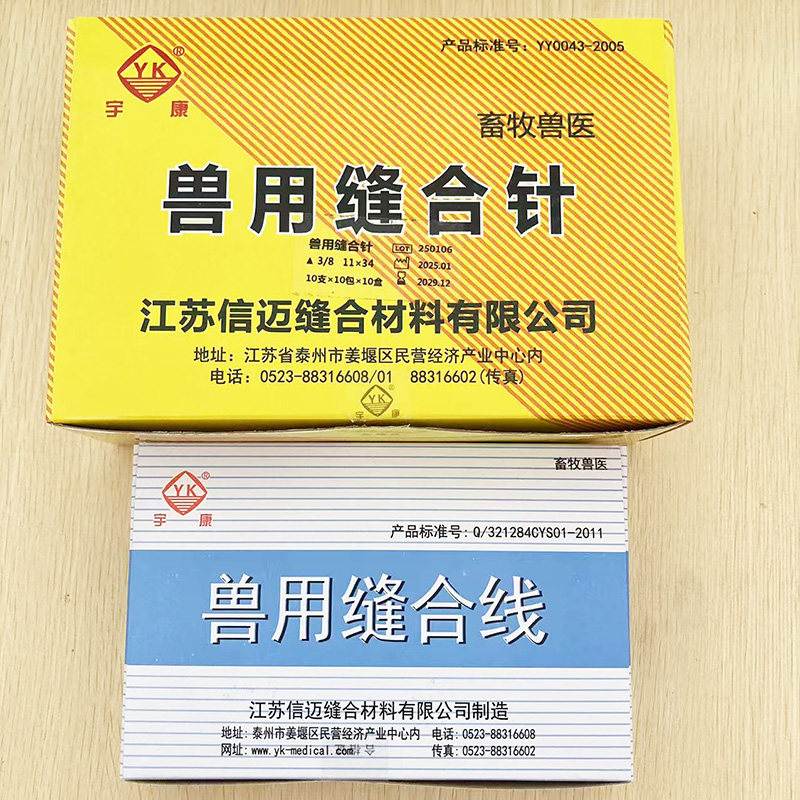 YK®
宇康
产品标准号：YY0043-2005
畜牧兽医
兽用缝合针
兽用缝合针
▲ 3/8 11×34
10支×10包×10盒
LOT 250106
2025.01
2029.12
江苏信迈缝合材料有限公司
地址：江苏省泰州市姜堰区民营经济产业中心内
电话：0523-88316608/01 88316602(传真)
YK
宇康
畜牧兽医
YK®
宇康
产品标准号：Q/321284CYS01-2011
兽用缝合线
江苏信迈缝合材料有限公司制造
地址：泰州市姜堰区民营经济产业中心内 电话：0523-88316608
网址：www.yk-medical.com 传真：0523-88316602